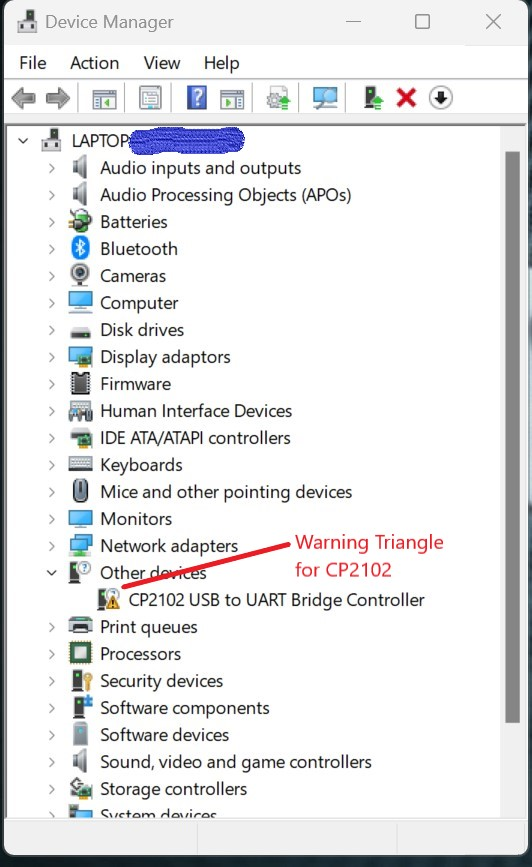 Device Manager
File Action View Help
LAPTOP
Audio inputs and outputs
Audio Processing Objects (APOs)
Batteries
Bluetooth
Cameras
Computer
Disk drives
Display adaptors
Firmware
Human Interface Devices
IDE ATA/ATAPI controllers
Keyboards
Mice and other pointing devices
Monitors
Network adapters
Warning Triangle
for CP2102
Other devices
CP2102 USB to UART Bridge Controller
Print queues
Processors
Security devices
Software components
Software devices
Sound, video and game controllers
Storage controllers
System devices